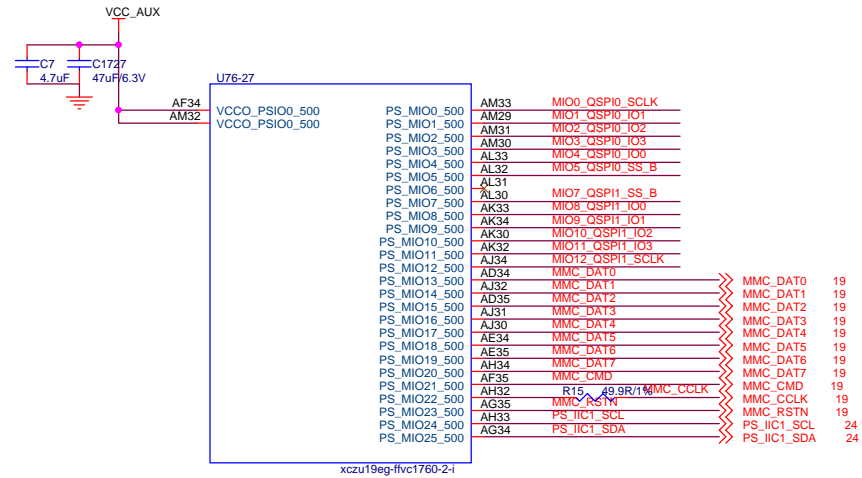 VCC_AUX
C7
4.7uF
C1727
47uF/6.3V
U76-27
AF34 VCCO_PSIO0_500
AM32 VCCO_PSIO0_500
PS_MIO0_500 AM33 MIO0_QSPI0_SCLK
PS_MIO1_500 AM29 MIO1_QSPI0_IO1
PS_MIO2_500 AM31 MIO2_QSPI0_IO2
PS_MIO3_500 AM30 MIO3_QSPI0_IO3
PS_MIO4_500 AL33 MIO4_QSPI0_IO0
PS_MIO5_500 AL32 MIO5_QSPI0_SS_B
PS_MIO6_500 AL31
PS_MIO7_500 AL30 MIO7_QSPI1_SS_B
PS_MIO8_500 AK33 MIO8_QSPI1_IO0
PS_MIO9_500 AK34 MIO9_QSPI1_IO1
PS_MIO10_500 AK30 MIO10_QSPI1_IO2
PS_MIO11_500 AK32 MIO11_QSPI1_IO3
PS_MIO12_500 AJ34 MIO12_QSPI1_SCLK
PS_MIO13_500 AD34 MMC_DAT0 MMC_DAT0 19
PS_MIO14_500 AJ32 MMC_DAT1 MMC_DAT1 19
PS_MIO15_500 AD35 MMC_DAT2 MMC_DAT2 19
PS_MIO16_500 AJ31 MMC_DAT3 MMC_DAT3 19
PS_MIO17_500 AJ30 MMC_DAT4 MMC_DAT4 19
PS_MIO18_500 AE34 MMC_DAT5 MMC_DAT5 19
PS_MIO19_500 AE35 MMC_DAT6 MMC_DAT6 19
PS_MIO20_500 AH34 MMC_DAT7 MMC_DAT7 19
PS_MIO21_500 AF35 MMC_CMD MMC_CMD 19
PS_MIO22_500 AH32 R15 49.9R/1% MMC_CCLK MMC_CCLK 19
PS_MIO23_500 AG35 MMC_RSTN MMC_RSTN 19
PS_MIO24_500 AH33 PS_IIC1_SCL PS_IIC1_SCL 24
PS_MIO25_500 AG34 PS_IIC1_SDA PS_IIC1_SDA 24
xczu19eg-ffvc1760-2-i